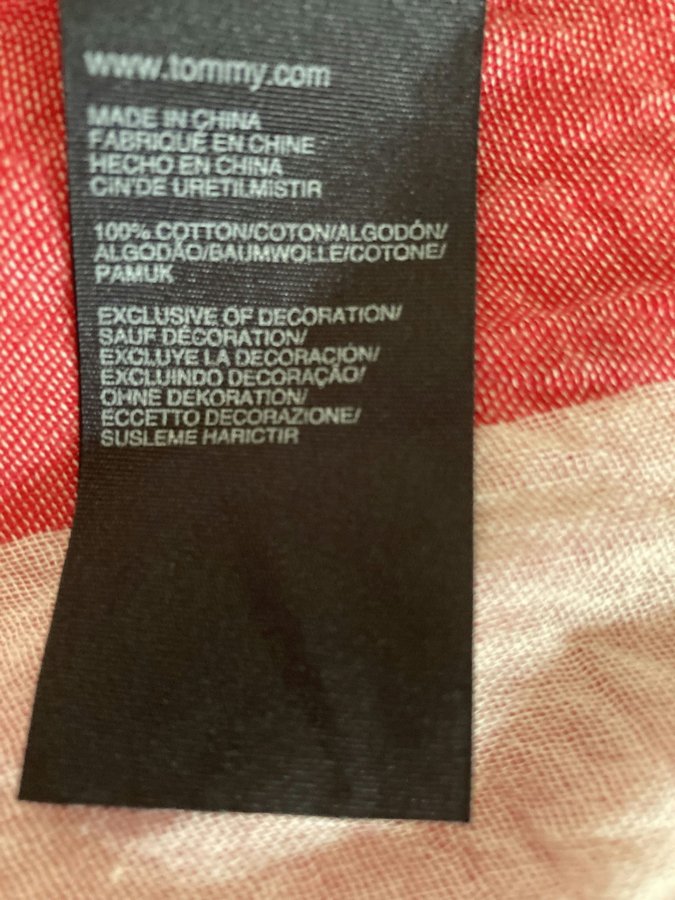 www.tommy.com
MADE IN CHINA
FABRIQUÉ EN CHINE
HECHO EN CHINA
CIN'DE URETILMISTIR
100% COTTON/COTON/ALGODÓN/
ALGODÃO/BAUMWOLLE/COTONE/
PAMUK
EXCLUSIVE OF DECORATION/
SAUF DÉCORATION/
EXCLUYE LA DECORACIÓN/
EXCLUINDO DECORAÇÃO/
OHNE DEKORATION/
ECCETTO DECORAZIONE/
SUSLEME HARICTIR